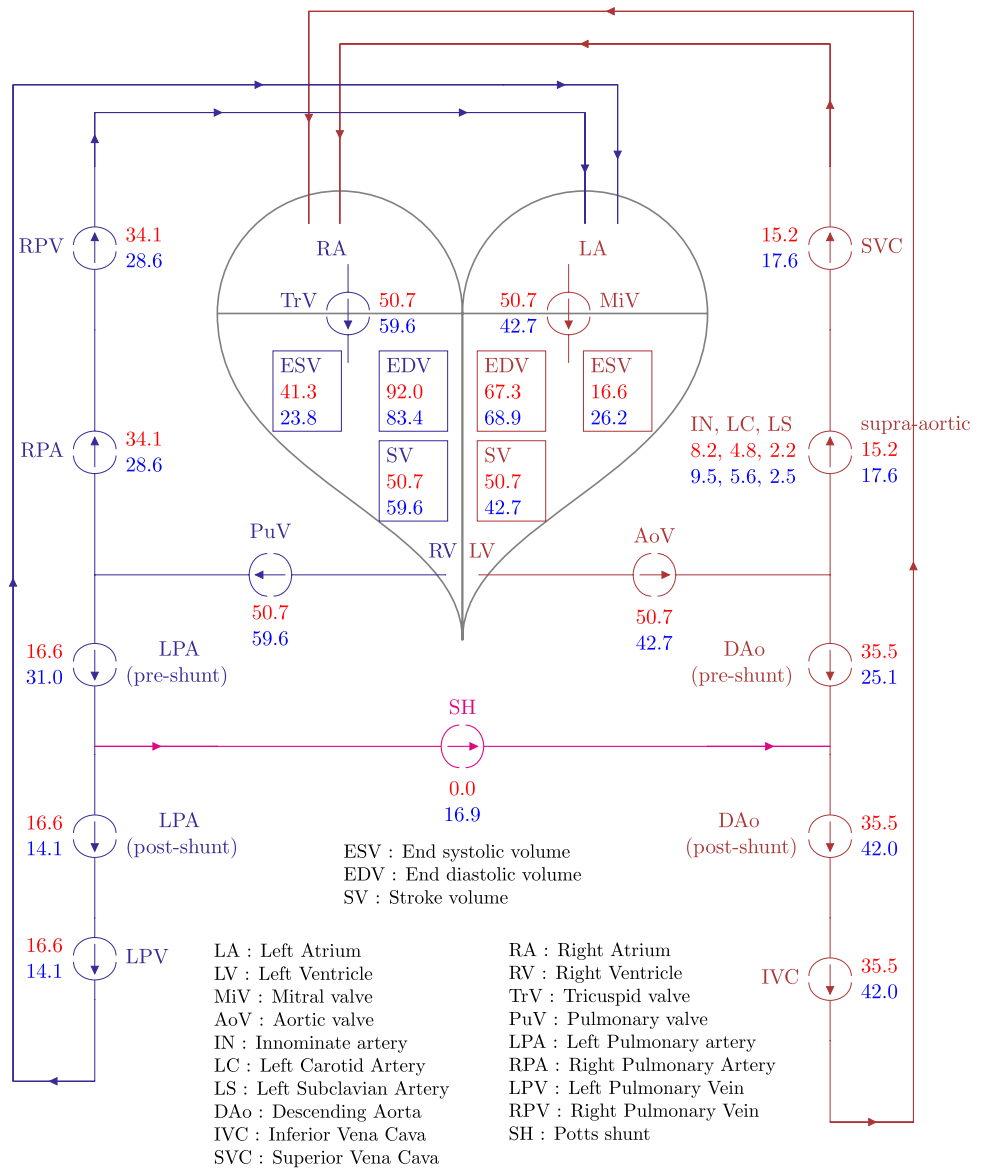 RPV
34.1
28.6
RA
LA
15.2
17.6
SVC
TrV
50.7
59.6
50.7
42.7
MiV
ESV
41.3
23.8
EDV
92.0
83.4
EDV
67.3
68.9
ESV
16.6
26.2
RPA
34.1
28.6
SV
50.7
59.6
SV
50.7
42.7
IN, LC, LS
8.2, 4.8, 2.2
9.5, 5.6, 2.5
supra-aortic
15.2
17.6
PuV
50.7
59.6
RV
LV
AoV
50.7
42.7
16.6
31.0
LPA
(pre-shunt)
DAo
(pre-shunt)
35.5
25.1
SH
0.0
16.9
16.6
14.1
LPA
(post-shunt)
DAo
(post-shunt)
35.5
42.0
ESV : End systolic volume
EDV : End diastolic volume
SV : Stroke volume
16.6
14.1
LPV
IVC
35.5
42.0
LA : Left Atrium
LV : Left Ventricle
MiV : Mitral valve
AoV : Aortic valve
IN : Innominate artery
LC : Left Carotid Artery
LS : Left Subclavian Artery
DAo : Descending Aorta
IVC : Inferior Vena Cava
SVC : Superior Vena Cava
RA : Right Atrium
RV : Right Ventricle
TrV : Tricuspid valve
PuV : Pulmonary valve
LPA : Left Pulmonary artery
RPA : Right Pulmonary Artery
LPV : Left Pulmonary Vein
RPV : Right Pulmonary Vein
SH : Potts shunt